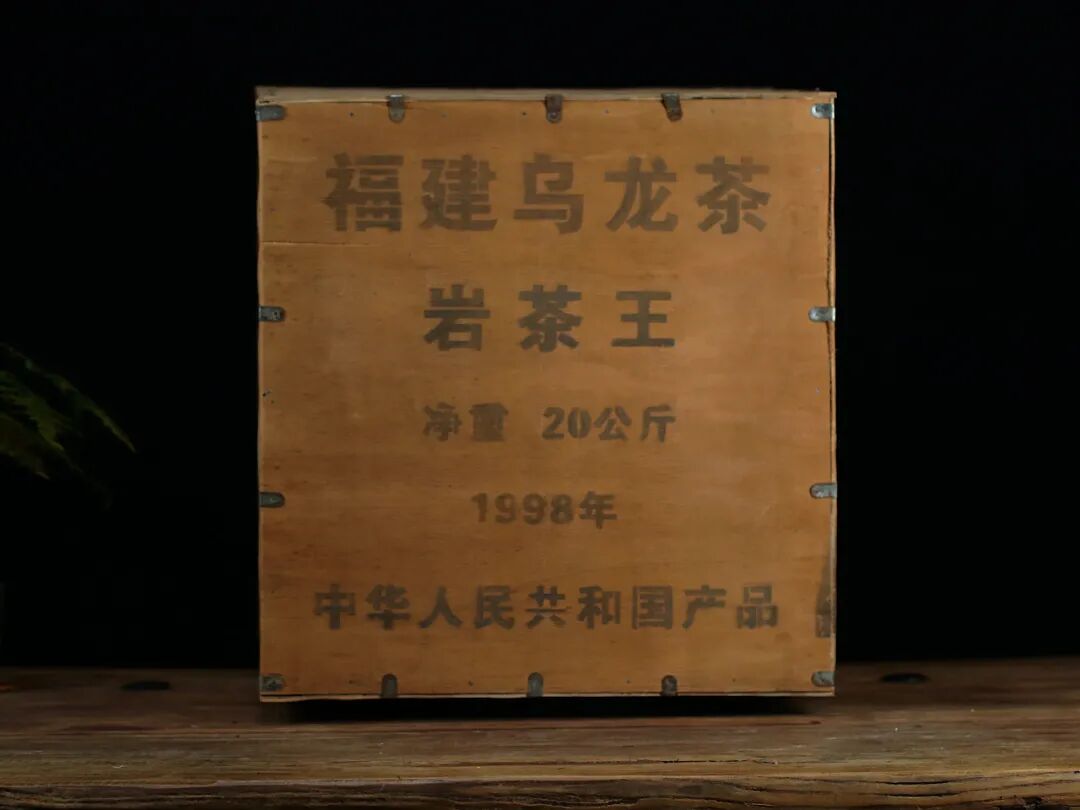 福建乌龙茶
岩茶王
净重 20公斤
1998年
中华人民共和国产品